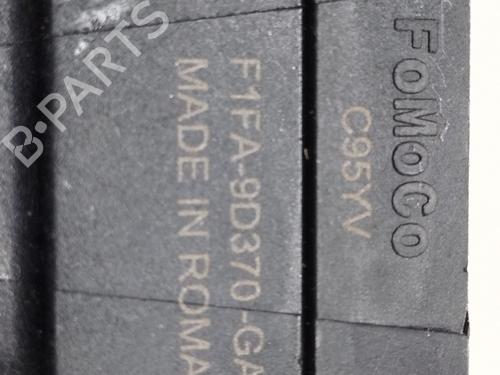 FoMoCo
C95YV
F1FA-9D370-GA
MADE IN ROMA
B-PARTS